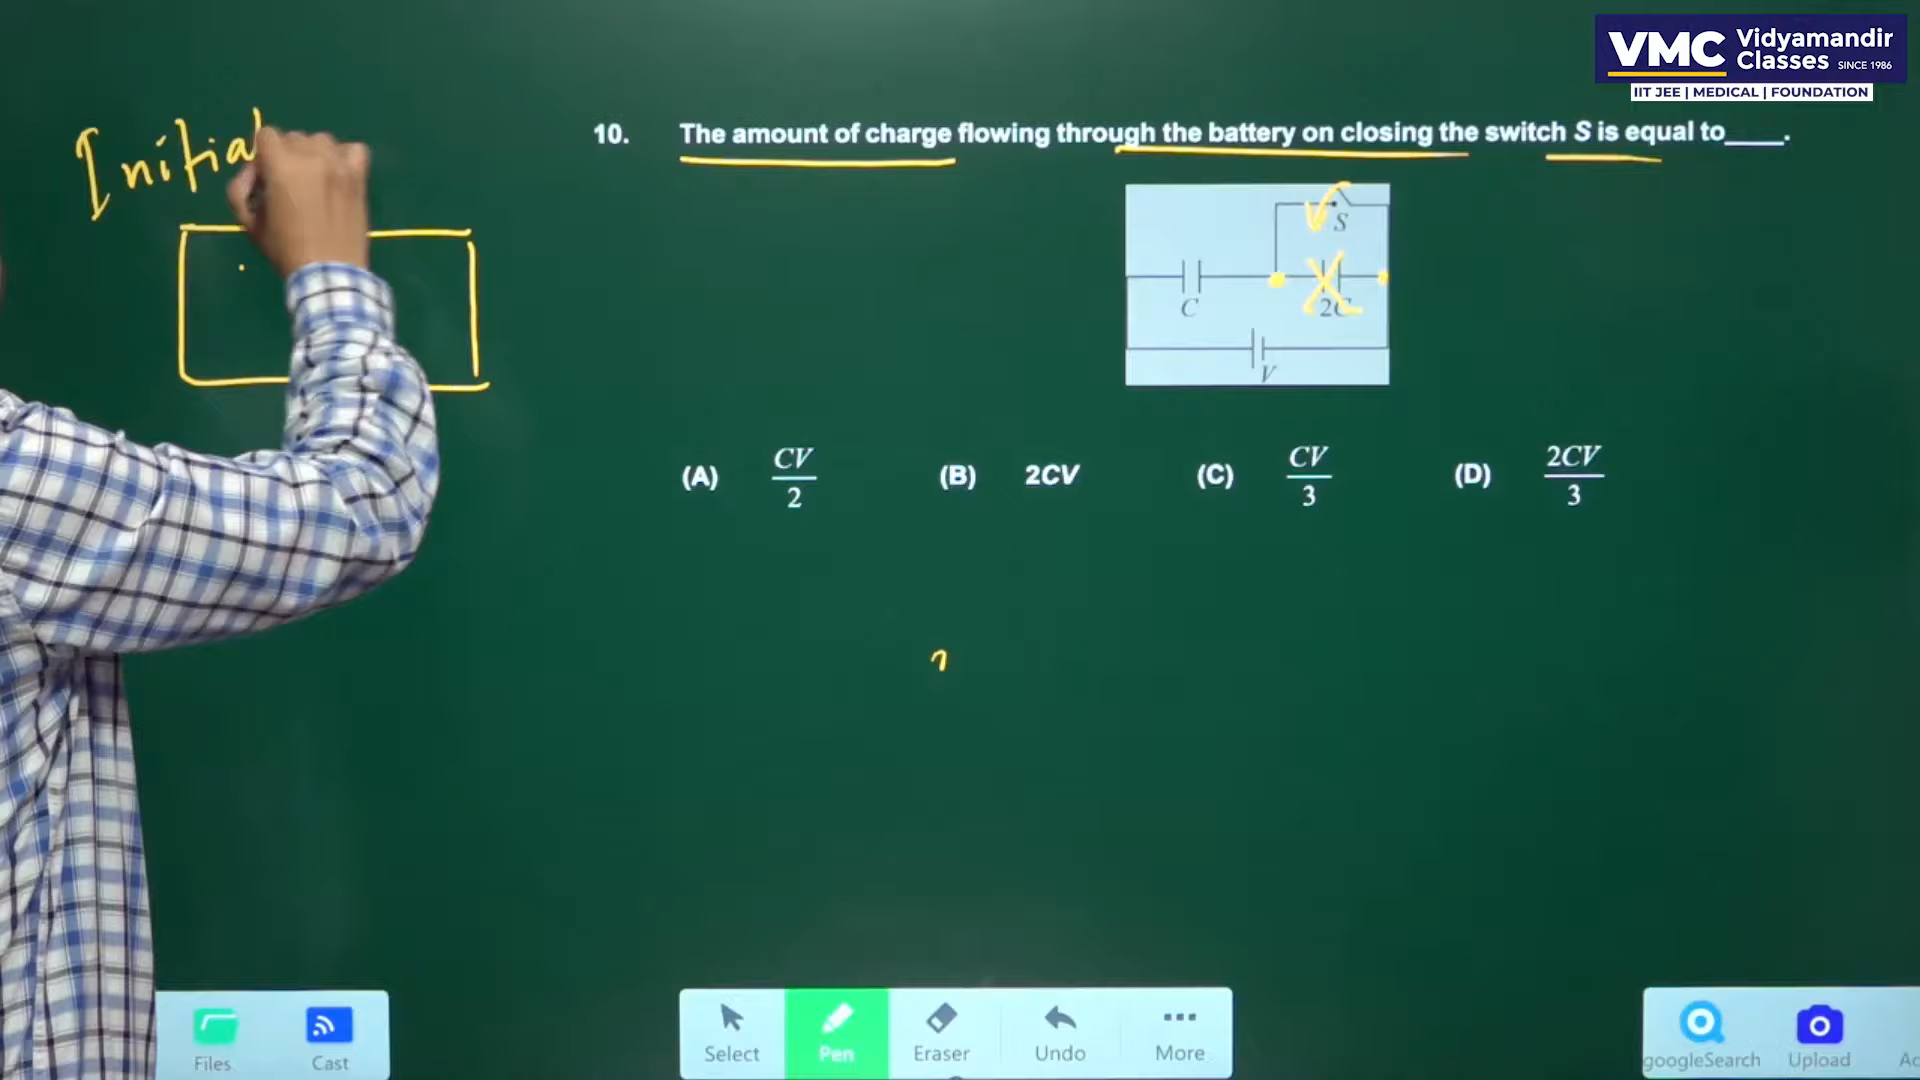 VMC Vidyamandir Classes SINCE 1986
IIT JEE | MEDICAL | FOUNDATION
Initial
10. The amount of charge flowing through the battery on closing the switch S is equal to____.
S
C
2C
V
(A) CV/2 (B) 2CV (C) CV/3 (D) 2CV/3
Files
Cast
Select
Pen
Eraser
Undo
More
googleSearch
Upload